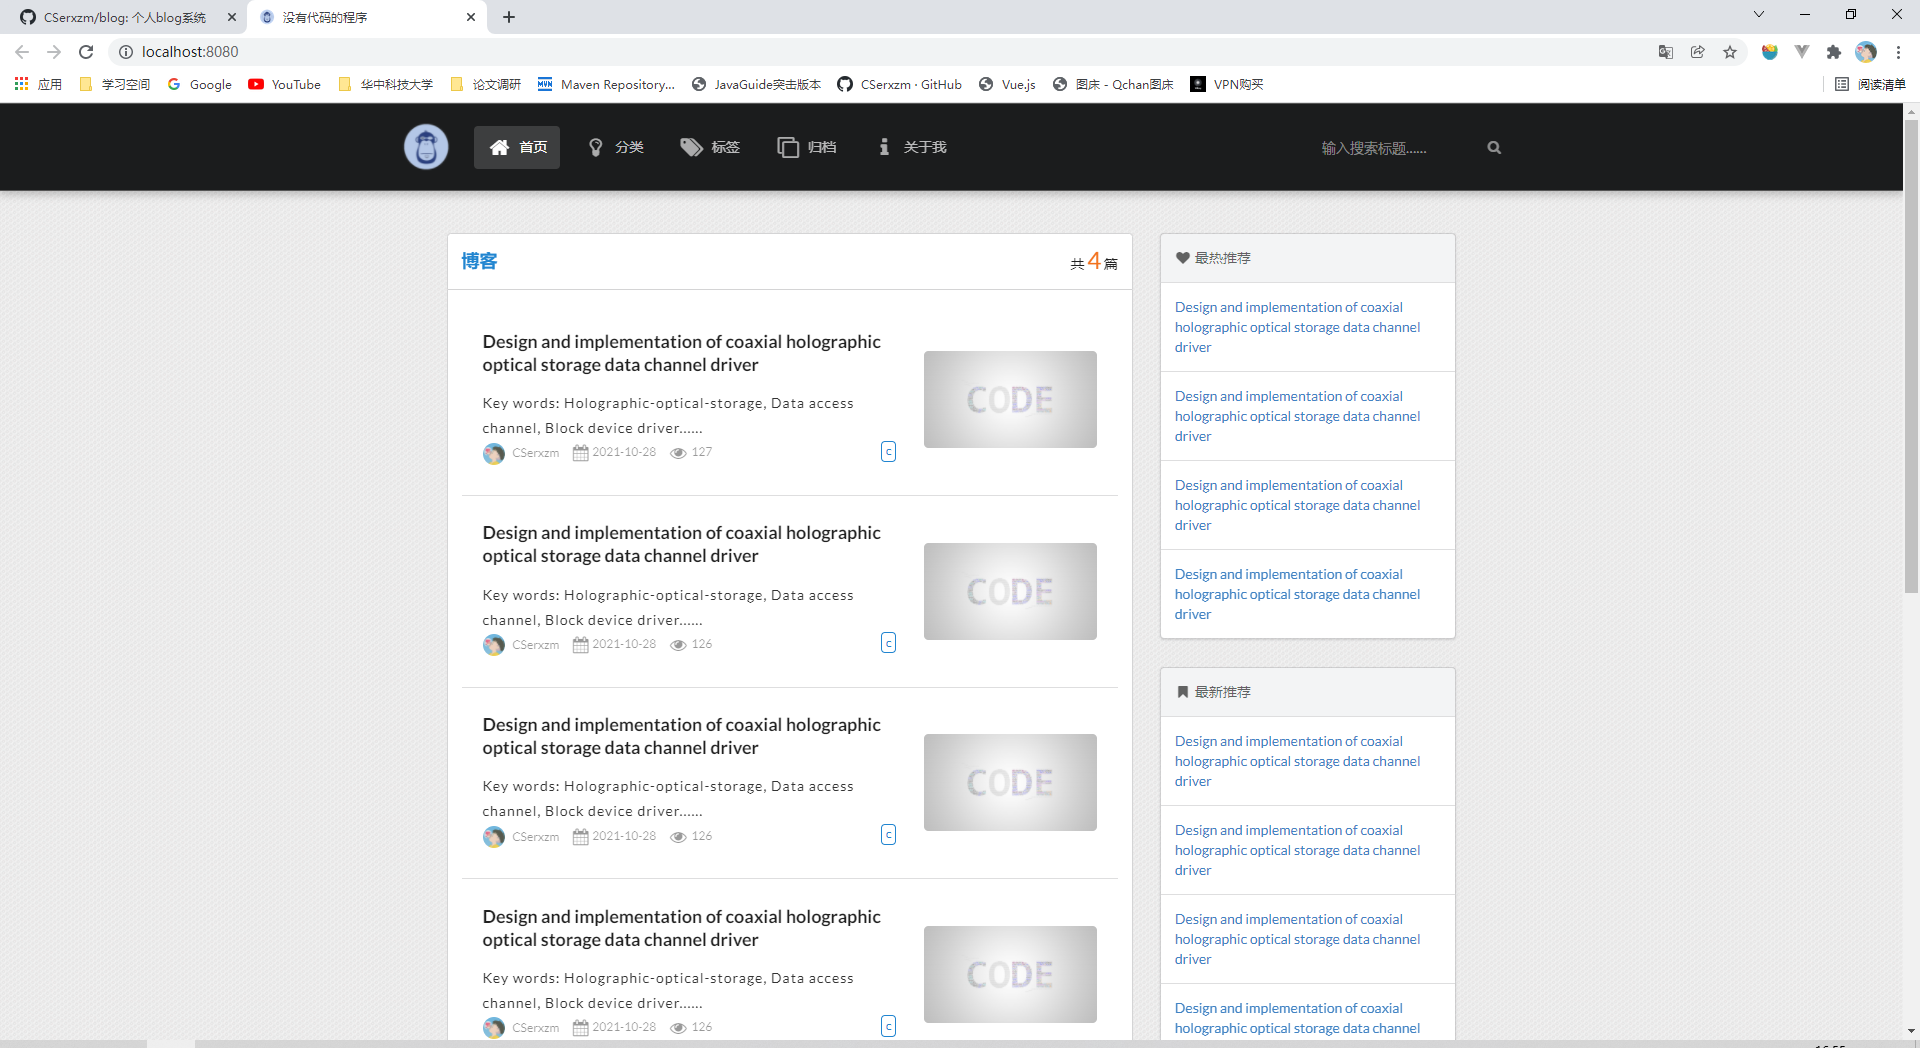 CSerxzm/blog: 个人blog系统
没有代码的程序
localhost:8080
应用
学习空间
Google
YouTube
华中科技大学
论文调研
Maven Repository...
JavaGuide突击版本
CSerxzm · GitHub
Vue.js
图床 - Qchan图床
VPN购买
阅读清单
首页
分类
标签
归档
关于我
输入搜索标题......
博客
共4篇
Design and implementation of coaxial holographic
optical storage data channel driver
Key words: Holographic-optical-storage, Data access
channel, Block device driver......
CSerxzm 2021-10-28 127
c
CODE
Design and implementation of coaxial holographic
optical storage data channel driver
Key words: Holographic-optical-storage, Data access
channel, Block device driver......
CSerxzm 2021-10-28 126
c
CODE
Design and implementation of coaxial holographic
optical storage data channel driver
Key words: Holographic-optical-storage, Data access
channel, Block device driver......
CSerxzm 2021-10-28 126
c
CODE
Design and implementation of coaxial holographic
optical storage data channel driver
Key words: Holographic-optical-storage, Data access
channel, Block device driver......
CSerxzm 2021-10-28 126
c
CODE
最热推荐
Design and implementation of coaxial
holographic optical storage data channel
driver
Design and implementation of coaxial
holographic optical storage data channel
driver
Design and implementation of coaxial
holographic optical storage data channel
driver
Design and implementation of coaxial
holographic optical storage data channel
driver
最新推荐
Design and implementation of coaxial
holographic optical storage data channel
driver
Design and implementation of coaxial
holographic optical storage data channel
driver
Design and implementation of coaxial
holographic optical storage data channel
driver
Design and implementation of coaxial
holographic optical storage data channel